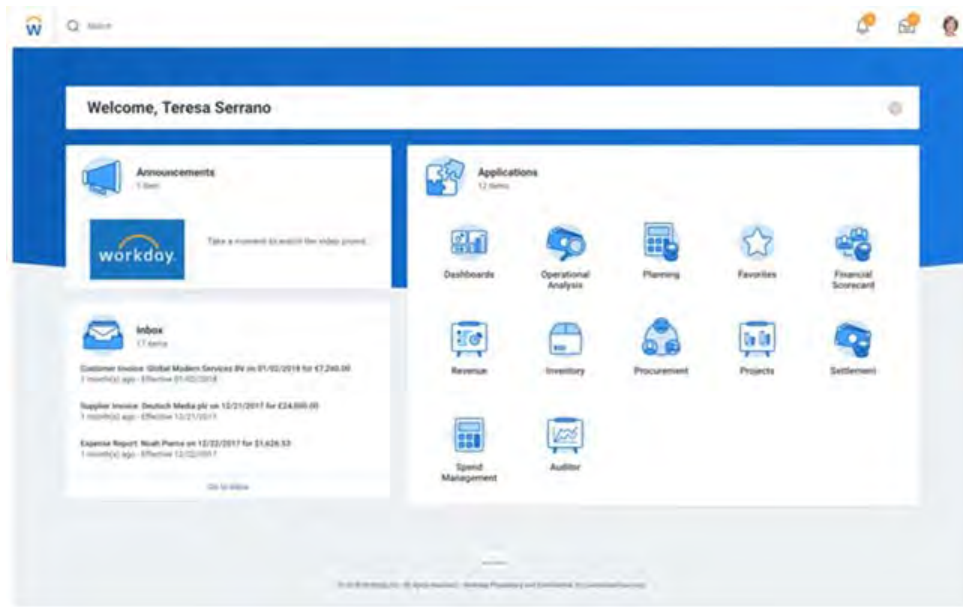 Search
Welcome, Teresa Serrano
Announcements
1 item
workday.
Take a moment to watch the video
Inbox
17 items
Customer Invoice: Global Modern Services BV on 01/02/2018 for €7,260.00
1 month(s) ago - Effective 01/02/2018
Supplier Invoice: Deutsch Media plc on 12/21/2017 for £24,000.00
1 month(s) ago - Effective 12/21/2017
Expense Report: Noah Pierce on 12/22/2017 for $1,626.53
1 month(s) ago - Effective 12/22/2017
Go to Inbox
Applications
12 items
Dashboards
Operational
Analysis
Planning
Favorites
Financial
Scorecard
Revenue
Inventory
Procurement
Projects
Settlement
Spend
Management
Auditor